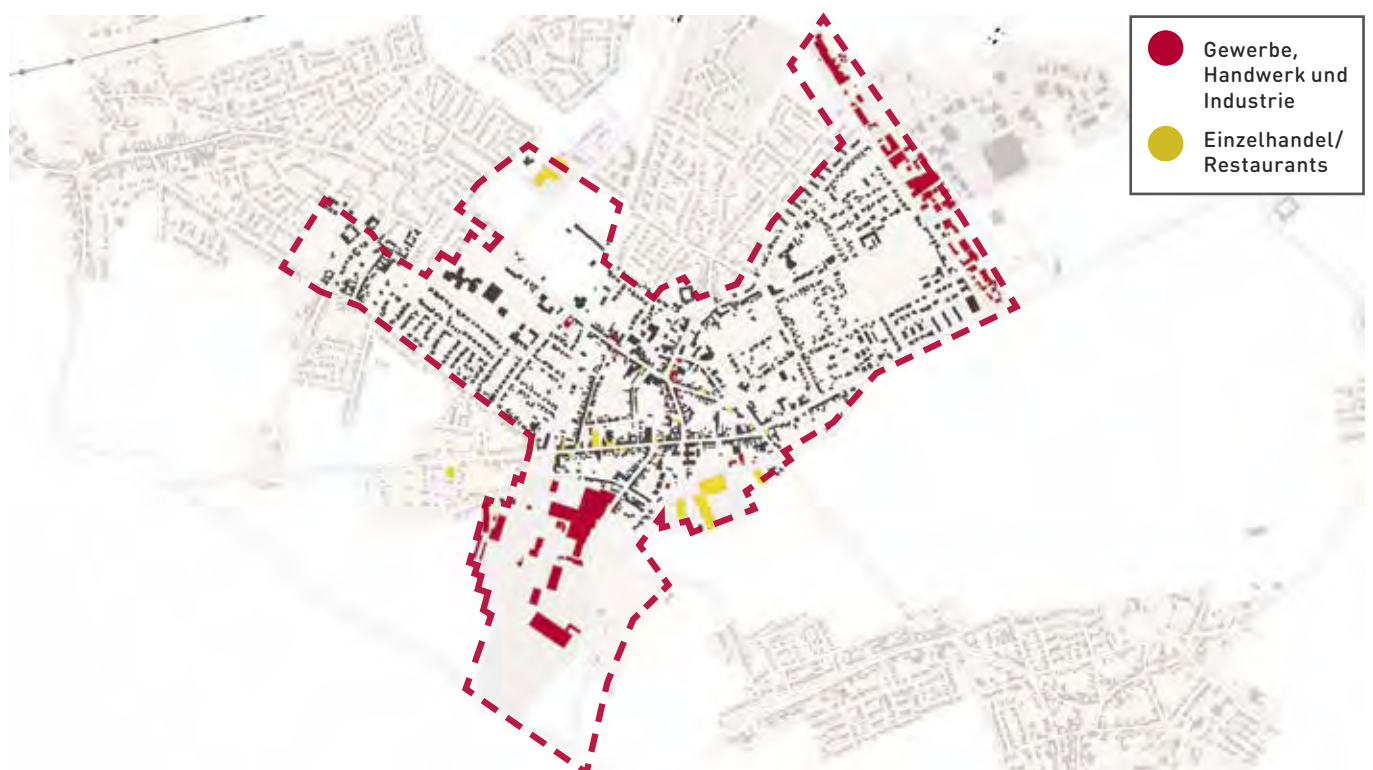 Gewerbe,
Handwerk und
Industrie
Einzelhandel/
Restaurants